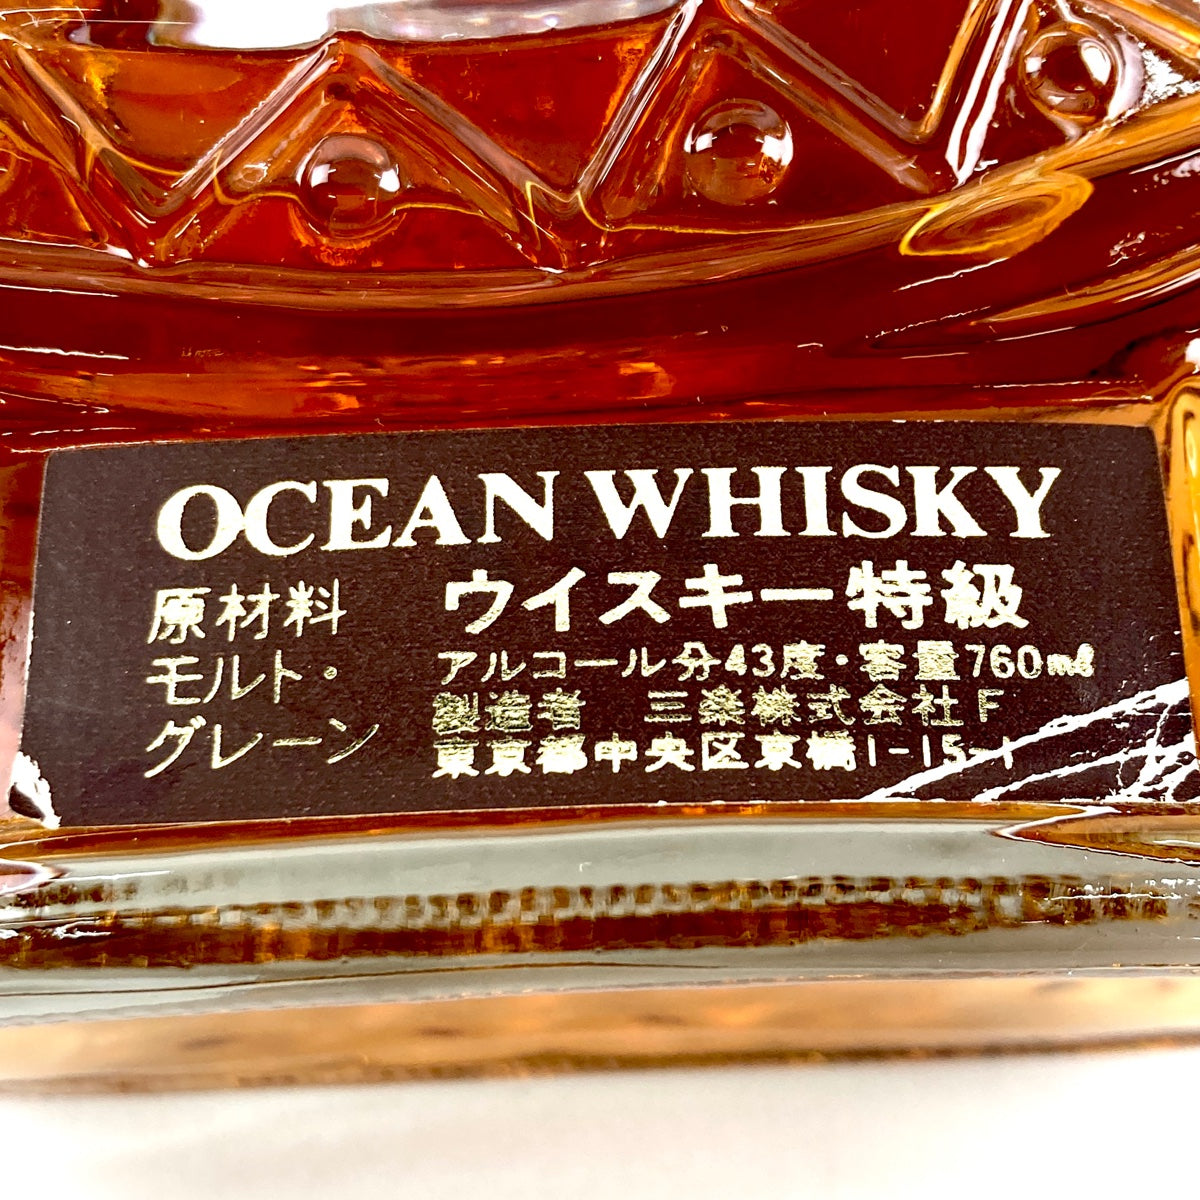 OCEAN WHISKY
原材料
モルト・
グレーン
ウイスキー特級
アルコール分43度・容量760mℓ
製造者 三楽株式会社 F
東京都中央区京橋1-15-1